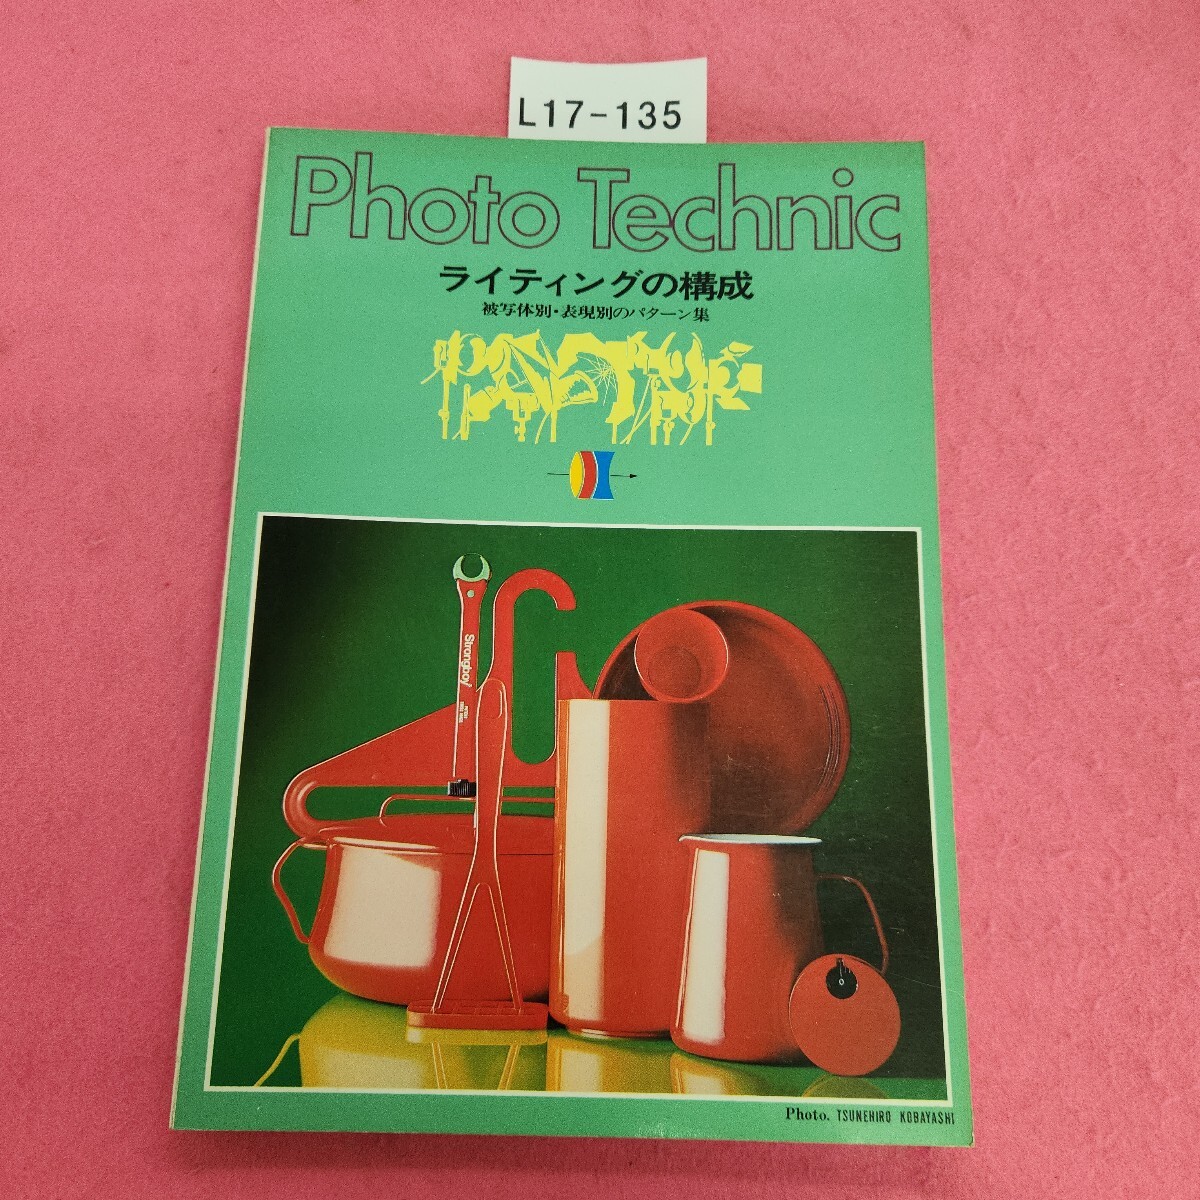 L17-135
Photo Technic
ライティングの構成
被写体別・表現別のパターン集
Strongboy
Photo. TSUNEHIRO KOBAYASHI